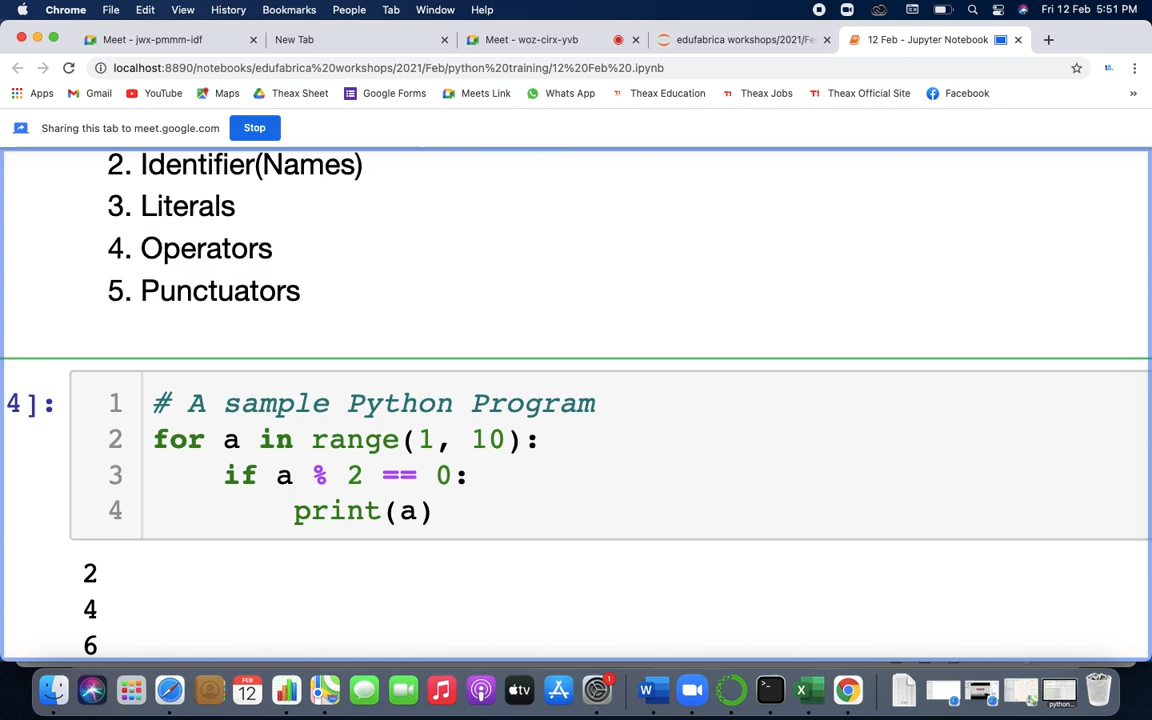 Chrome File Edit View History Bookmarks People Tab Window Help Fri 12 Feb 5:51 PM
Meet - jwx-pmmm-idf New Tab Meet - woz-cirx-yvb edufabrica workshops/2021/Fe 12 Feb - Jupyter Notebook
localhost:8890/notebooks/edufabrica%20workshops/2021/Feb/python%20training/12%20Feb%20.ipynb
Apps Gmail YouTube Maps Theax Sheet Google Forms Meets Link Whats App Theax Education Theax Jobs Theax Official Site Facebook »
Sharing this tab to meet.google.com Stop
2. Identifier(Names)
3. Literals
4. Operators
5. Punctuators
4]: 1 # A sample Python Program
2 for a in range(1, 10):
3 if a % 2 == 0:
4 print(a)
2
4
6
FEB
12
tv
1
W
X
python...